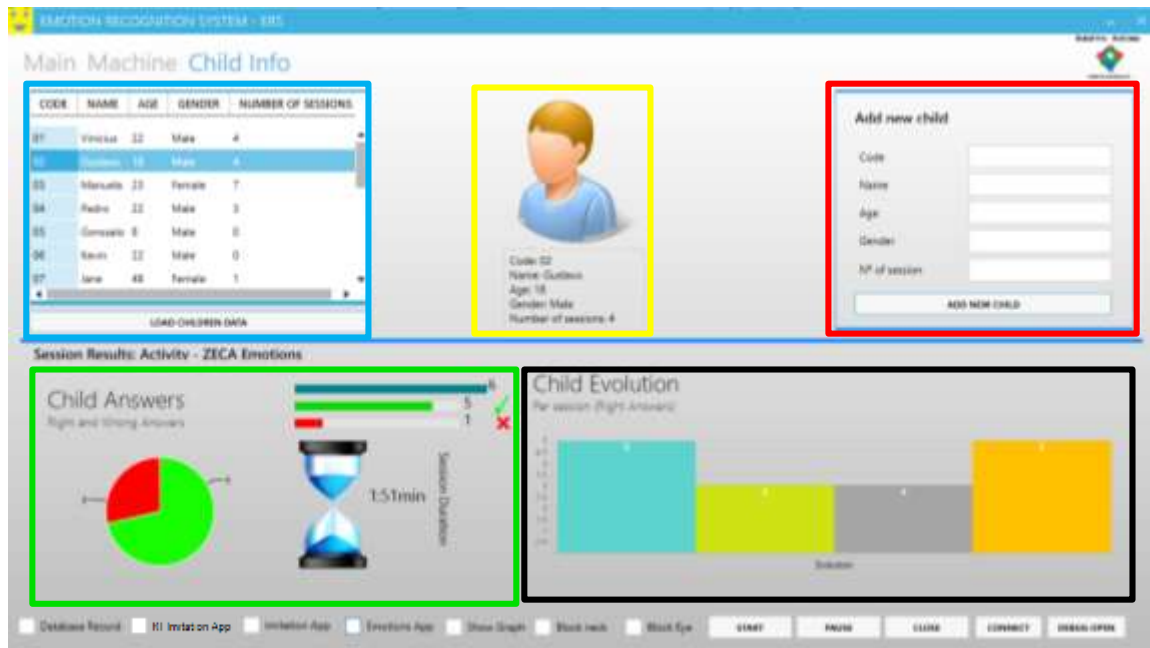 EMOTION RECOGNITION SYSTEM - ERS
Main Machine Child Info
CODE NAME AGE GENDER NUMBER OF SESSIONS
01 Vinicius 22 Male 4
02 Gustavo 18 Male 4
03 Manuela 23 Female 7
04 Pedro 22 Male 3
05 Gonçalo 8 Male 0
06 Kevin 22 Male 0
07 Jane 48 Female 1
LOAD CHILDREN DATA
Code: 02
Name: Gustavo
Age: 18
Gender: Male
Number of sessions: 4
Add new child
Code
Name
Age
Gender
Nº of session
ADD NEW CHILD
Session Results: Activity - ZECA Emotions
Child Answers
Right and Wrong Answers
6
5
1
1:51min
Session Duration
Child Evolution
Per session (Right Answers)
Evolution
Database Record
Imitation App
Imitation App
Emotions App
Show Graph
Block neck
Block Eye
START
PAUSE
CLOSE
CONNECT
DEBUG OPEN